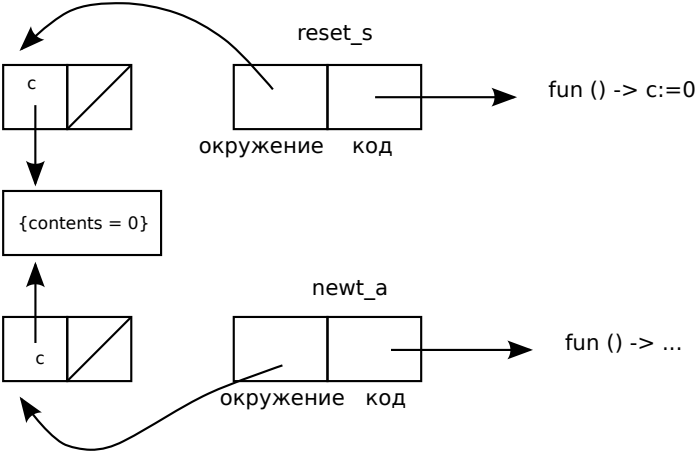 reset_s
c
fun () -> c:=0
окружение код
{contents = 0}
newt_a
c
fun () -> ...
окружение код